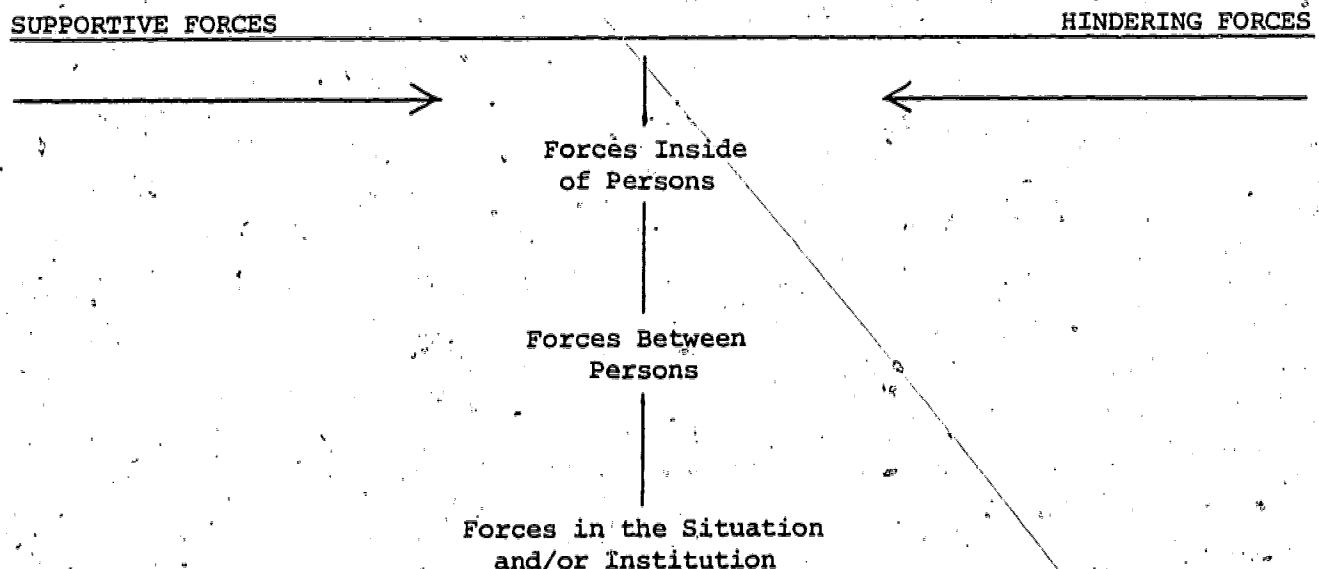 SUPPORTIVE FORCES HINDERING FORCES
Forces Inside
of Persons
Forces Between
Persons
Forces in the Situation
and/or Institution